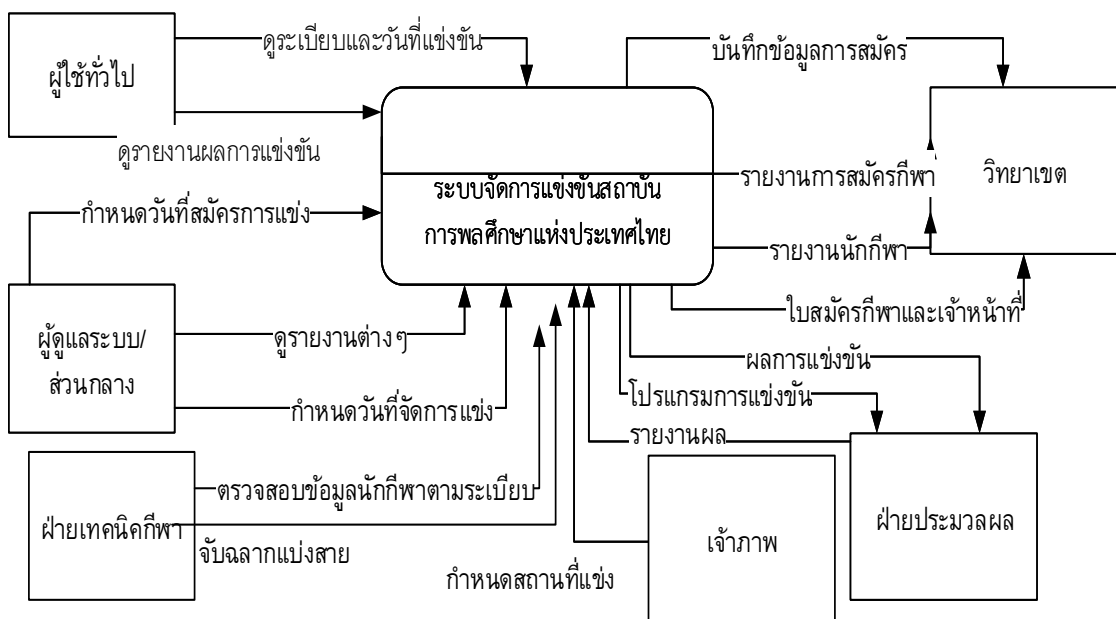 ดูระเบียบและวันที่แข่งขัน
บันทึกข้อมูลการสมัคร
ผู้ใช้ทั่วไป
ดูรายงานผลการแข่งขัน
รายงานการสมัครกีฬา
วิทยาเขต
ระบบจัดการแข่งขันสถาบัน
การพลศึกษาแห่งประเทศไทย
กำหนดวันที่สมัครการแข่ง
รายงานนักกีฬา
ใบสมัครกีฬาและเจ้าหน้าที่
ผู้ดูแลระบบ/
ส่วนกลาง
ดูรายงานต่างๆ
ผลการแข่งขัน
โปรแกรมการแข่งขัน
กำหนดวันที่จัดการแข่ง
รายงานผล
ตรวจสอบข้อมูลนักกีฬาตามระเบียบ
ฝ่ายเทคนิคกีฬา
จับฉลากแบ่งสาย
เจ้าภาพ
ฝ่ายประมวลผล
กำหนดสถานที่แข่ง